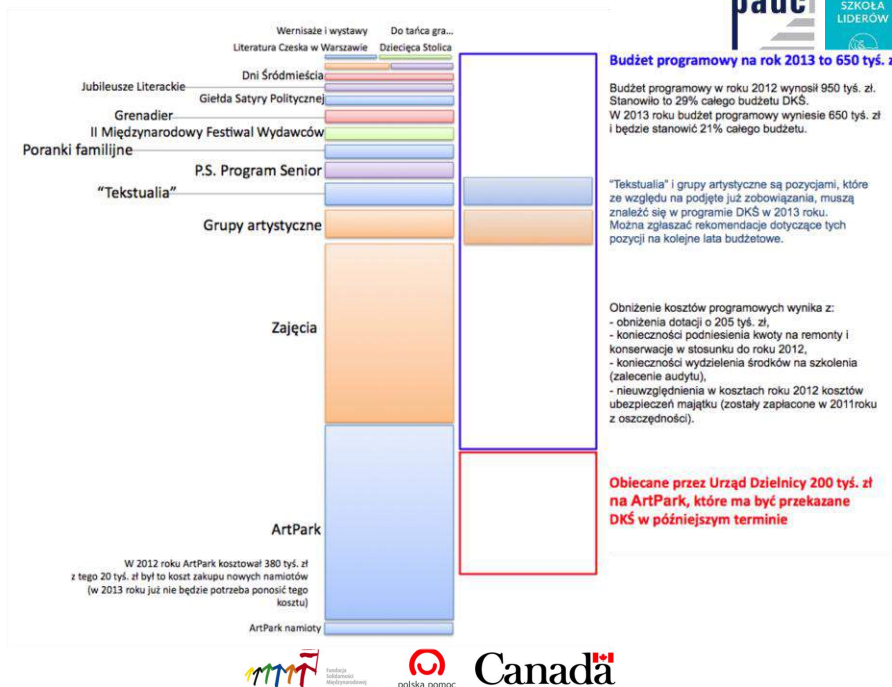 pauci
SZKOŁA
LIDERÓW
Wernisaże i wystawy
Do tańca gra...
Literatura Czeska w Warszawie
Dziecięca Stolica
Dni Śródmieścia
Jubileusze Literackie
Giełda Satyry Politycznej
Grenadier
II Międzynarodowy Festiwal Wydawców
Poranki familijne
P.S. Program Senior
“Tekstualia”
Grupy artystyczne
Zajęcia
ArtPark
W 2012 roku ArtPark kosztował 380 tyś. zł
z tego 20 tyś. zł był to koszt zakupu nowych namiotów
(w 2013 roku już nie będzie potrzeba ponosić tego
kosztu)
ArtPark namioty
Budżet programowy na rok 2013 to 650 tyś. z
Budżet programowy w roku 2012 wynosił 950 tyś. zł.
Stanowiło to 29% całego budżetu DKŚ.
W 2013 roku budżet programowy wyniesie 650 tyś. zł
i będzie stanowić 21% całego budżetu.
"Tekstualia" i grupy artystyczne są pozycjami, które
ze względu na podjęte już zobowiązania, muszą
znaleźć się w programie DKŚ w 2013 roku.
Można zgłaszać rekomendacje dotyczące tych
pozycji na kolejne lata budżetowe.
Obniżenie kosztów programowych wynika z:
- obniżenia dotacji o 205 tyś. zł,
- konieczności podniesienia kwoty na remonty i
konserwacje w stosunku do roku 2012,
- konieczności wydzielenia środków na szkolenia
(zalecenie audytu),
- nieuwzględnienia w kosztach roku 2012 kosztów
ubezpieczeń majątku (zostały zapłacone w 2011roku
z oszczędności).
Obiecane przez Urząd Dzielnicy 200 tyś. zł
na ArtPark, które ma być przekazane
DKŚ w późniejszym terminie
Fundacja
Solidarności
Międzynarodowej
polska pomoc
Canada